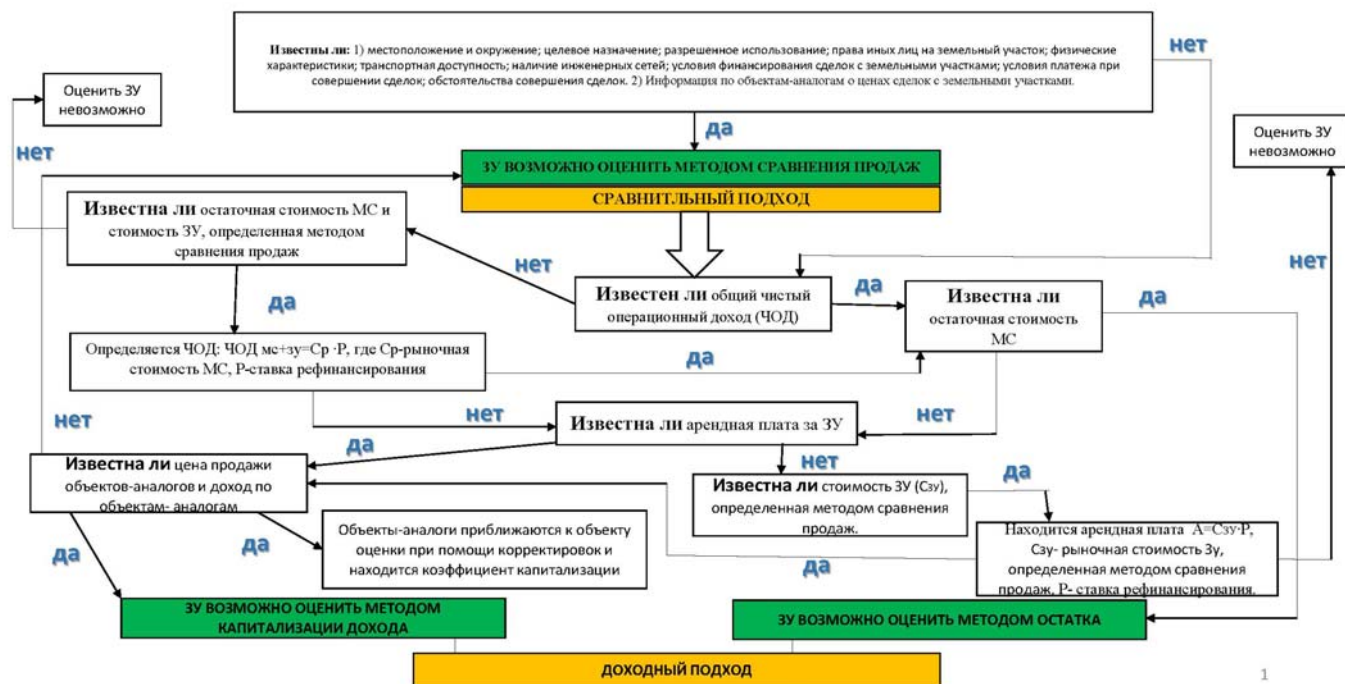 Известны ли: 1) местоположение и окружение; целевое назначение; разрешенное использование; права иных лиц на земельный участок; физические
характеристики; транспортная доступность; наличие инженерных сетей; условия финансирования сделок с земельными участками; условия платежа при
совершении сделок; обстоятельства совершения сделок. 2) Информация по объектам-аналогам о ценах сделок с земельными участками.
нет
Оценить ЗУ
невозможно
да
Оценить ЗУ
невозможно
нет
ЗУ ВОЗМОЖНО ОЦЕНИТЬ МЕТОДОМ СРАВНЕНИЯ ПРОДАЖ
СРАВНИТЛЬНЫЙ ПОДХОД
Известна ли остаточная стоимость МС и
стоимость ЗУ, определенная методом
сравнения продаж
нет
нет
да
Известен ли общий чистый
операционный доход (ЧОД)
да
Известна ли
остаточная стоимость
МС
да
Определяется ЧОД: ЧОД мс+зу=Ср ·Р, где Ср-рыночная
стоимость МС, Р-ставка рефинансирования
да
нет
нет
нет
Известна ли арендная плата за ЗУ
да
нет
Известна ли цена продажи
объектов-аналогов и доход по
объектам- аналогам
Известна ли стоимость ЗУ (Сзу),
определенная методом сравнения
продаж.
да
Находится арендная плата А=Сзу·Р,
Сзу- рыночная стоимость Зу,
определенная методом сравнения
продаж, Р- ставка рефинансирования.
да
да
да
Объекты-аналоги приближаются к объекту
оценки при помощи корректировок и
находится коэффициент капитализации
ЗУ ВОЗМОЖНО ОЦЕНИТЬ МЕТОДОМ
КАПИТАЛИЗАЦИИ ДОХОДА
ЗУ ВОЗМОЖНО ОЦЕНИТЬ МЕТОДОМ ОСТАТКА
ДОХОДНЫЙ ПОДХОД
1